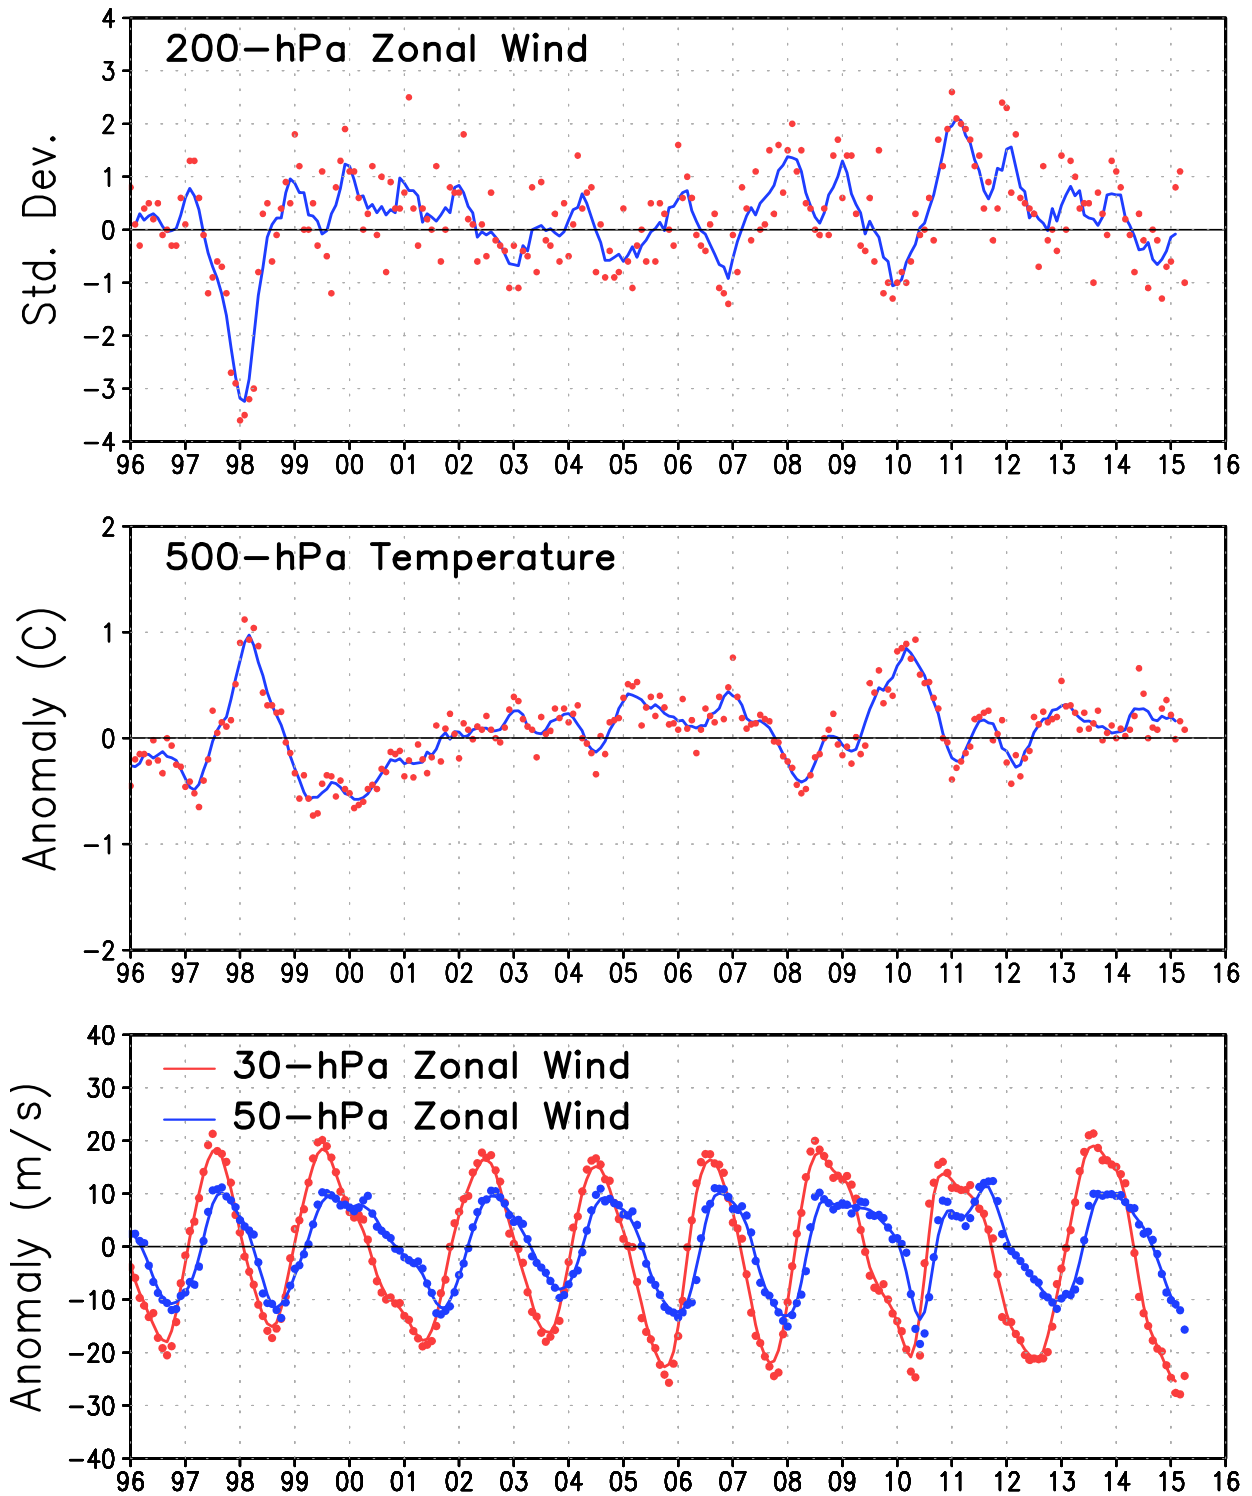 200-hPa Zonal Wind
Std. Dev.
4
3
2
1
0
-1
-2
-3
-4
96 97 98 99 00 01 02 03 04 05 06 07 08 09 10 11 12 13 14 15 16
500-hPa Temperature
Anomaly (C)
2
1
0
-1
-2
96 97 98 99 00 01 02 03 04 05 06 07 08 09 10 11 12 13 14 15 16
30-hPa Zonal Wind
50-hPa Zonal Wind
Anomaly (m/s)
40
30
20
10
0
-10
-20
-30
-40
96 97 98 99 00 01 02 03 04 05 06 07 08 09 10 11 12 13 14 15 16